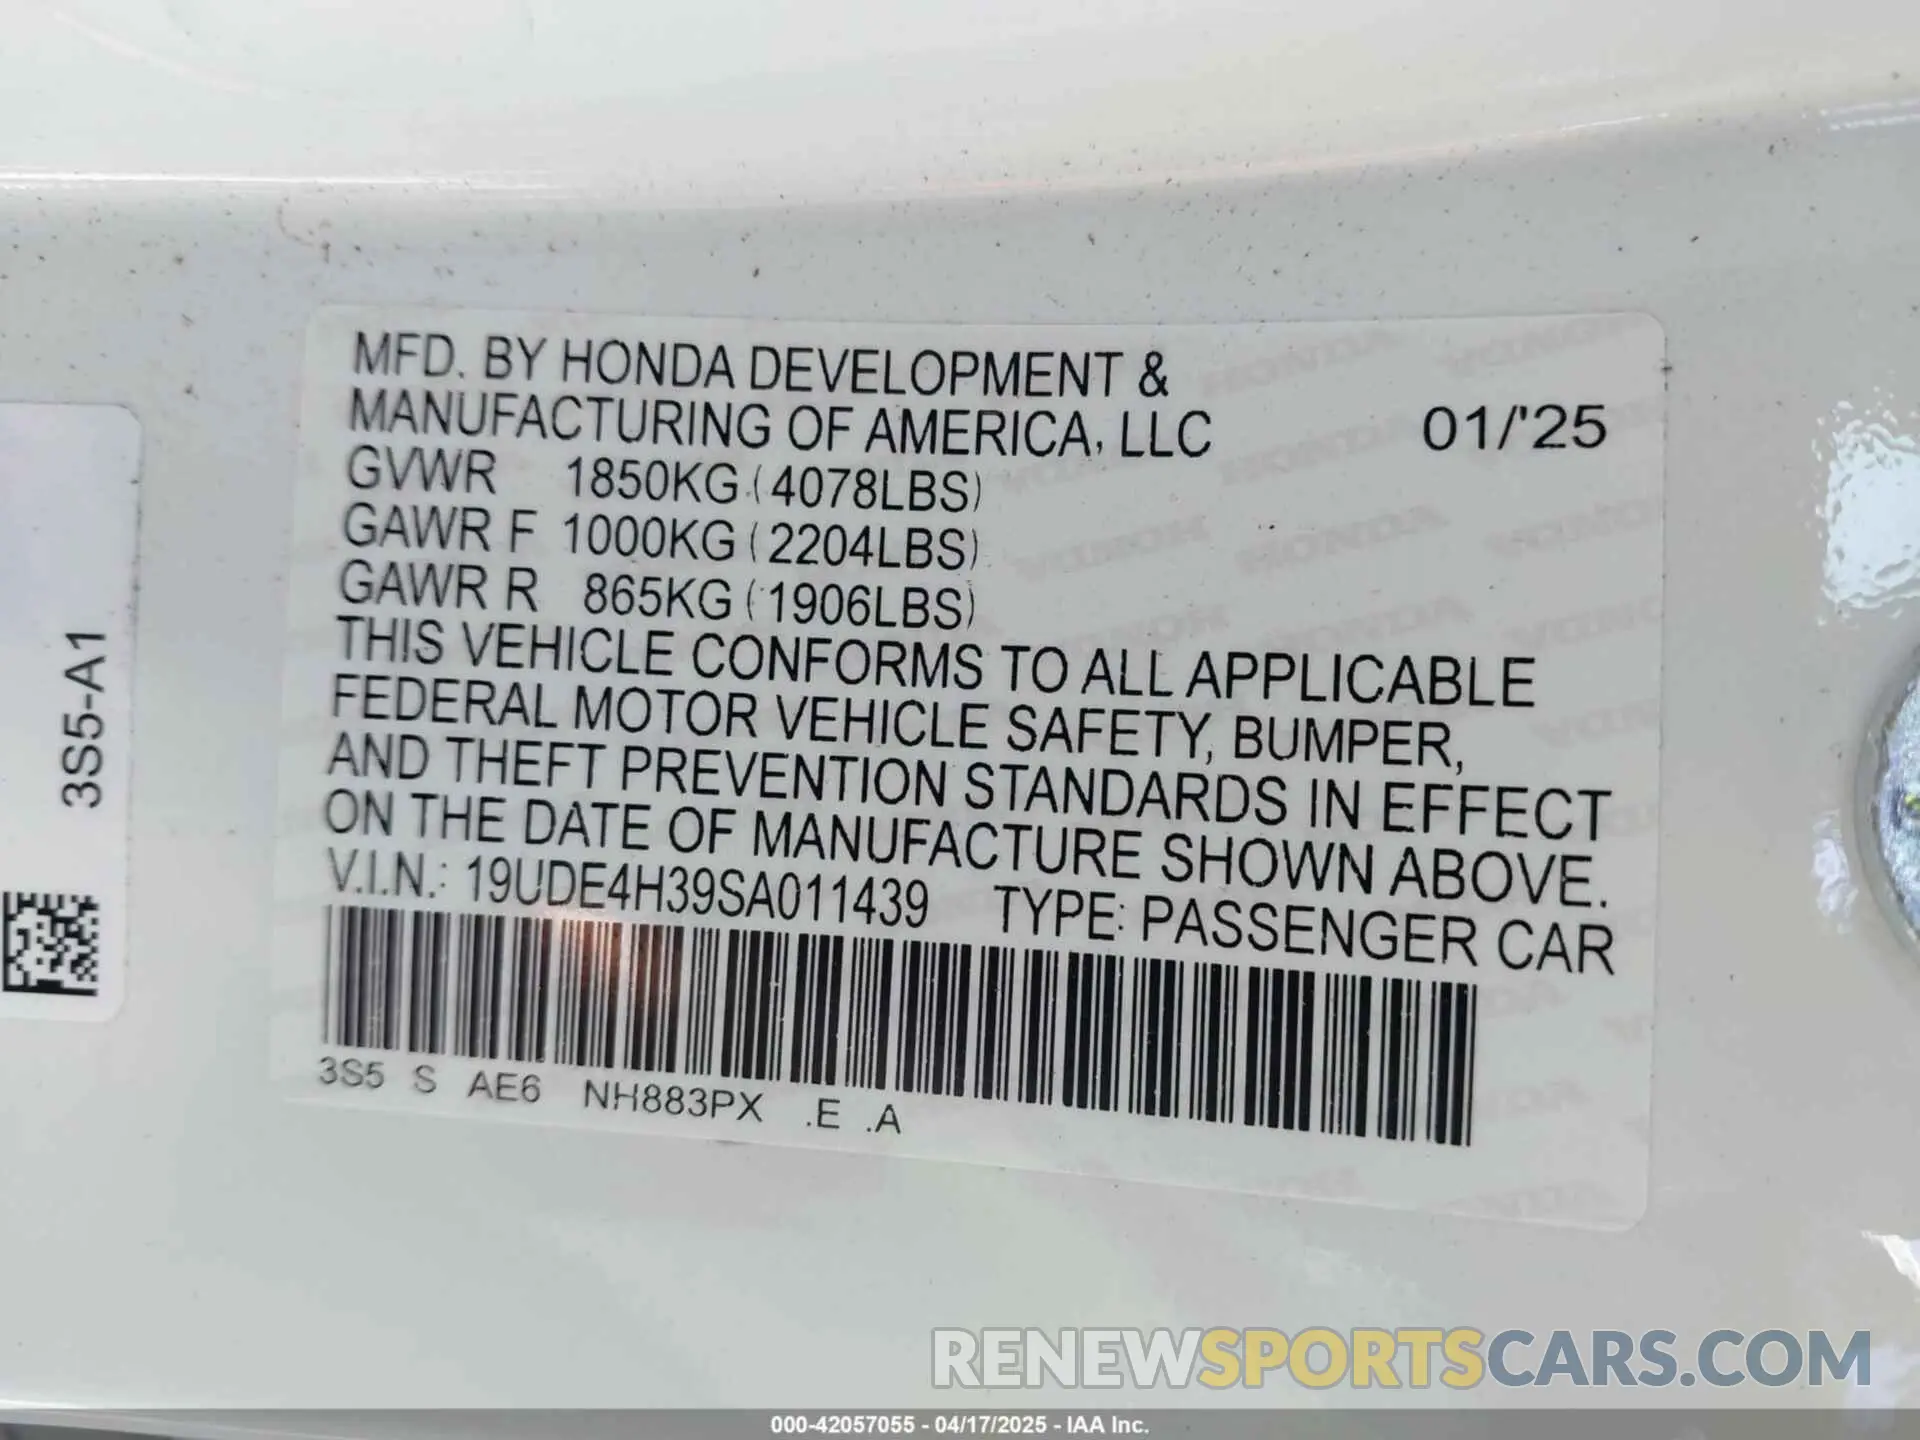 MFD. BY HONDA DEVELOPMENT &
MANUFACTURING OF AMERICA, LLC 01/'25
GVWR 1850KG (4078LBS)
GAWR F 1000KG (2204LBS)
GAWR R 865KG (1906LBS)
THIS VEHICLE CONFORMS TO ALL APPLICABLE
FEDERAL MOTOR VEHICLE SAFETY, BUMPER,
AND THEFT PREVENTION STANDARDS IN EFFECT
ON THE DATE OF MANUFACTURE SHOWN ABOVE.
V.I.N.: 19UDE4H39SA011439 TYPE: PASSENGER CAR
3S5 S AE6 NH883PX .E .A
3S5-A1
RENEWSPORTSCARS.COM
000-42057055 - 04/17/2025 - IAA Inc.